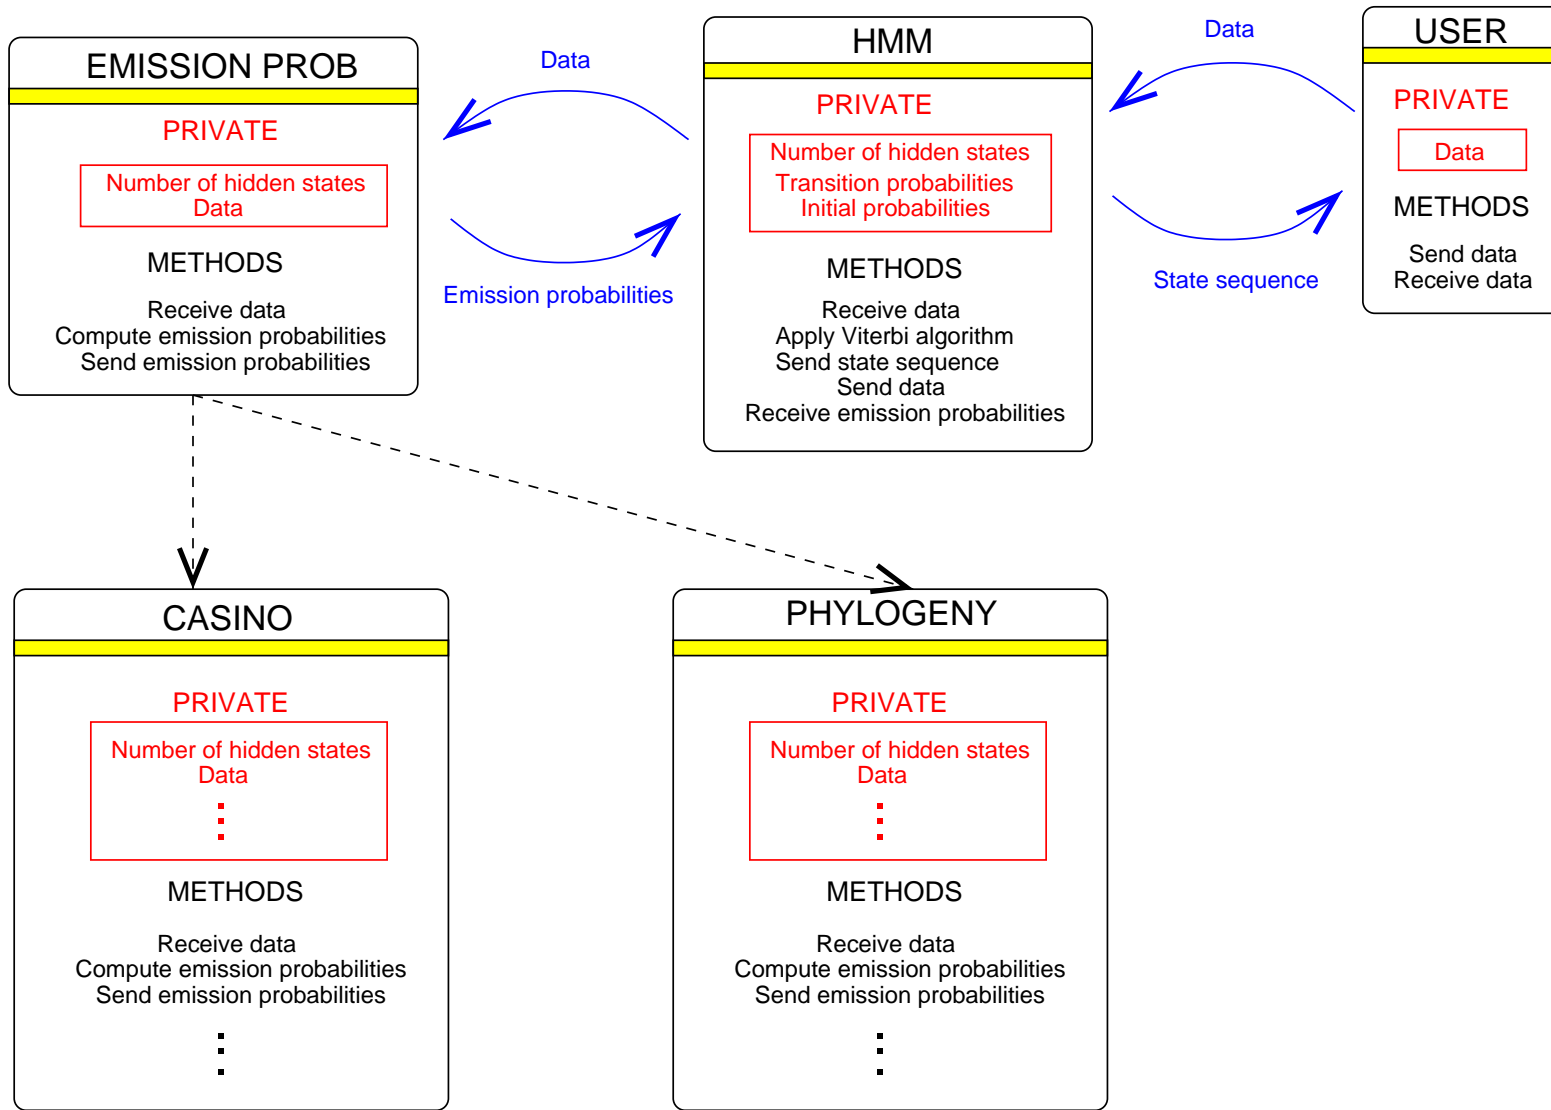 EMISSION PROB
PRIVATE
Number of hidden states
Data
METHODS
Receive data
Compute emission probabilities
Send emission probabilities
Data
Emission probabilities
HMM
PRIVATE
Number of hidden states
Transition probabilities
Initial probabilities
METHODS
Receive data
Apply Viterbi algorithm
Send state sequence
Send data
Receive emission probabilities
Data
State sequence
USER
PRIVATE
Data
METHODS
Send data
Receive data
CASINO
PRIVATE
Number of hidden states
Data
METHODS
Receive data
Compute emission probabilities
Send emission probabilities
PHYLOGENY
PRIVATE
Number of hidden states
Data
METHODS
Receive data
Compute emission probabilities
Send emission probabilities